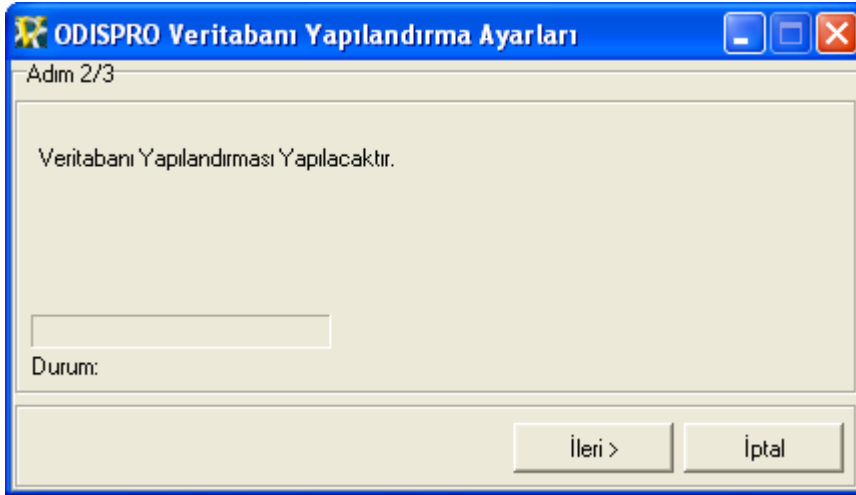 ODISPRO Veritabanı Yapılandırma Ayarları
Adım 2/3
Veritabanı Yapılandırması Yapılacaktır.
Durum:
İleri >
İptal